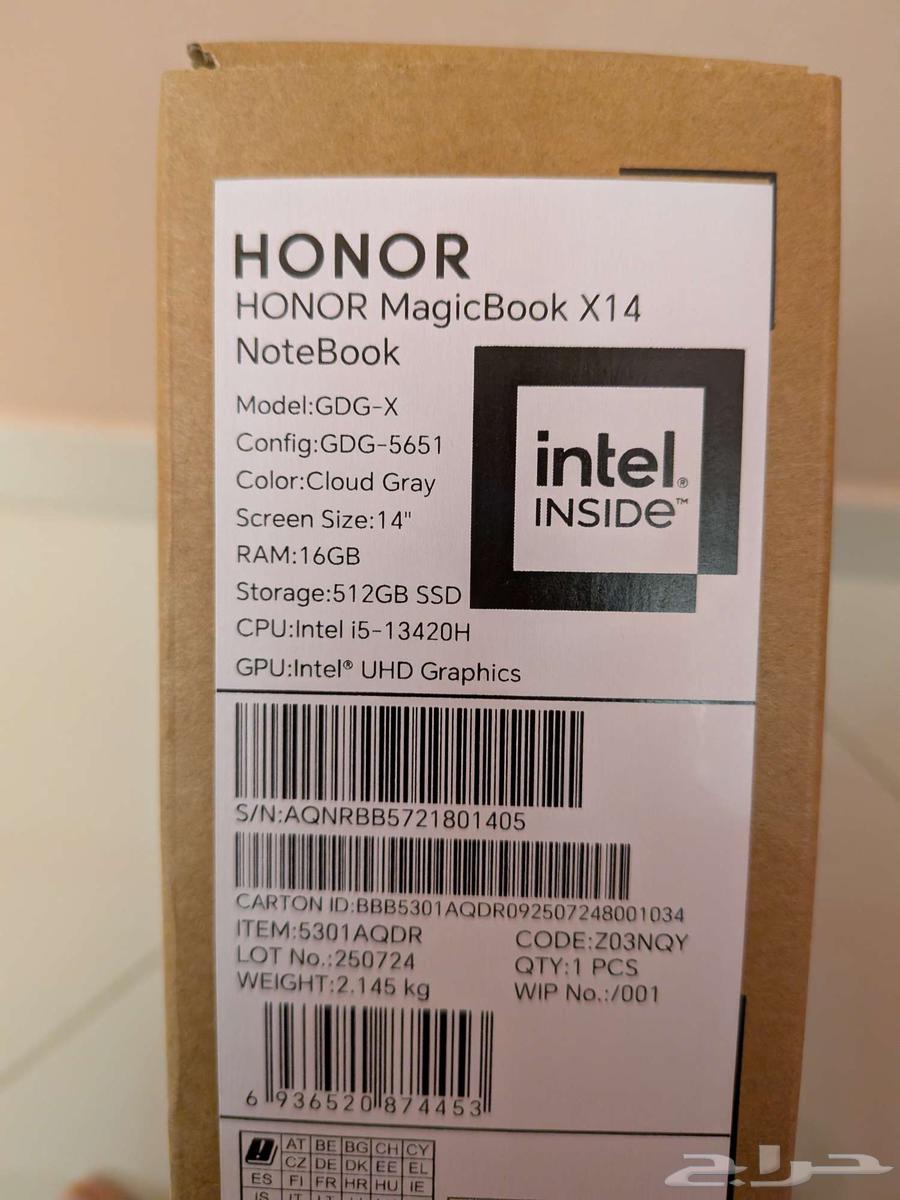 HONOR
HONOR MagicBook X14
NoteBook
Model:GDG-X
Config:GDG-5651
Color:Cloud Gray
Screen Size:14"
RAM:16GB
Storage:512GB SSD
CPU:Intel i5-13420H
GPU:Intel® UHD Graphics
intel®
INSIDe™
S/N:AQNRBB5721801405
CARTON ID:BBB5301AQDR092507248001034
ITEM:5301AQDR
CODE:Z03NQY
LOT No.:250724
QTY:1 PCS
WEIGHT:2.145 kg
WIP No.:/001
6 936520 874453
AT BE BG CH CY
CZ DE DK EE EL
ES FI FR HR HU IE
IS IT
حراج